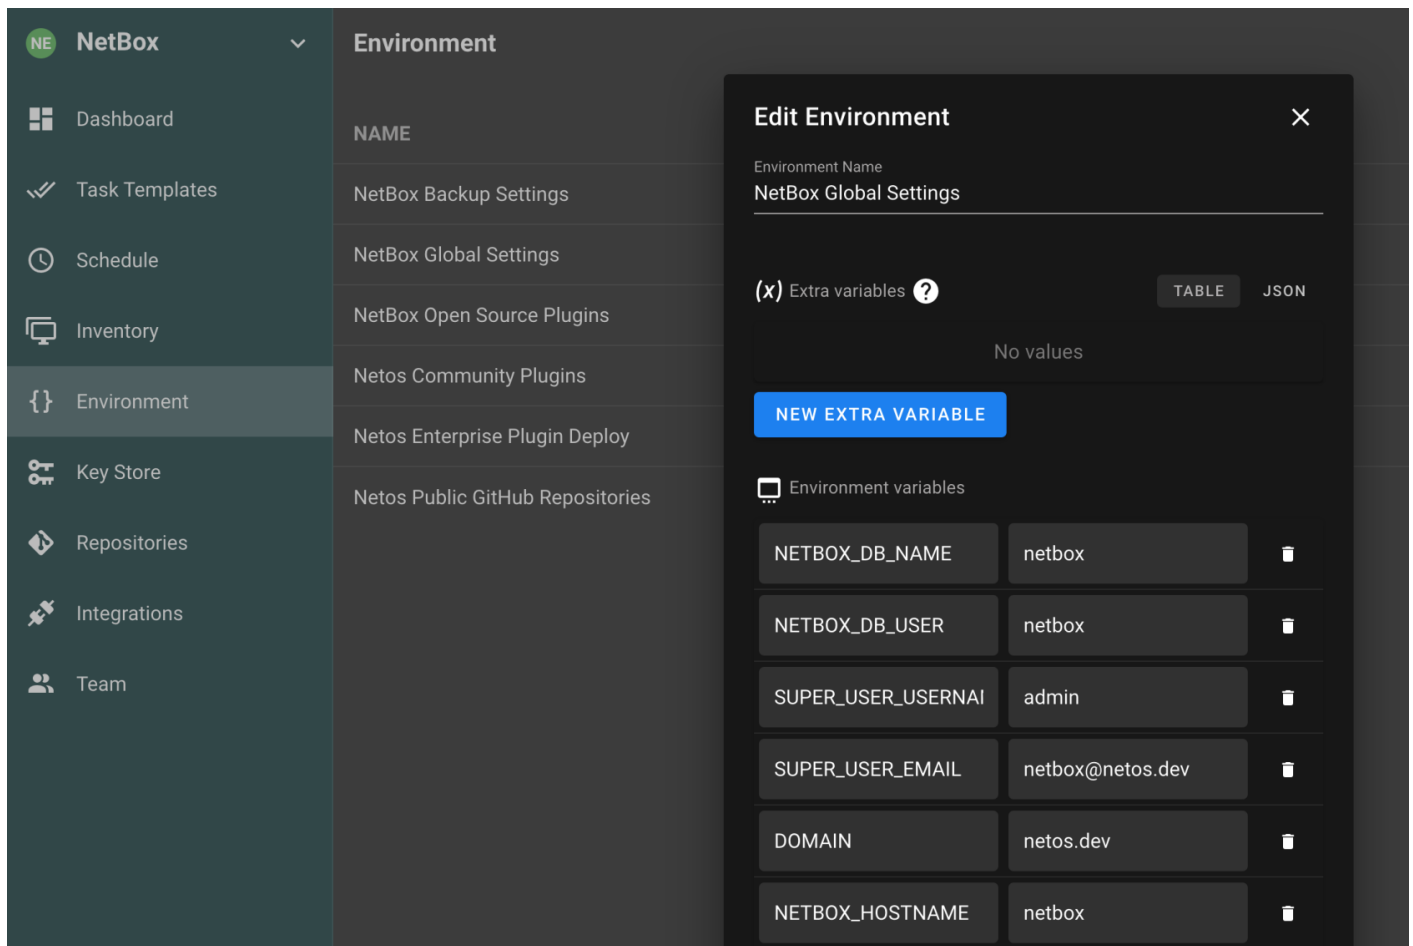 NE NetBox
Dashboard
Task Templates
Schedule
Inventory
Environment
Key Store
Repositories
Integrations
Team
Environment
NAME
NetBox Backup Settings
NetBox Global Settings
NetBox Open Source Plugins
Netos Community Plugins
Netos Enterprise Plugin Deploy
Netos Public GitHub Repositories
Edit Environment
Environment Name
NetBox Global Settings
(x) Extra variables ? TABLE JSON
No values
NEW EXTRA VARIABLE
Environment variables
NETBOX_DB_NAME netbox
NETBOX_DB_USER netbox
SUPER_USER_USERNA admin
SUPER_USER_EMAIL netbox@netos.dev
DOMAIN netos.dev
NETBOX_HOSTNAME netbox